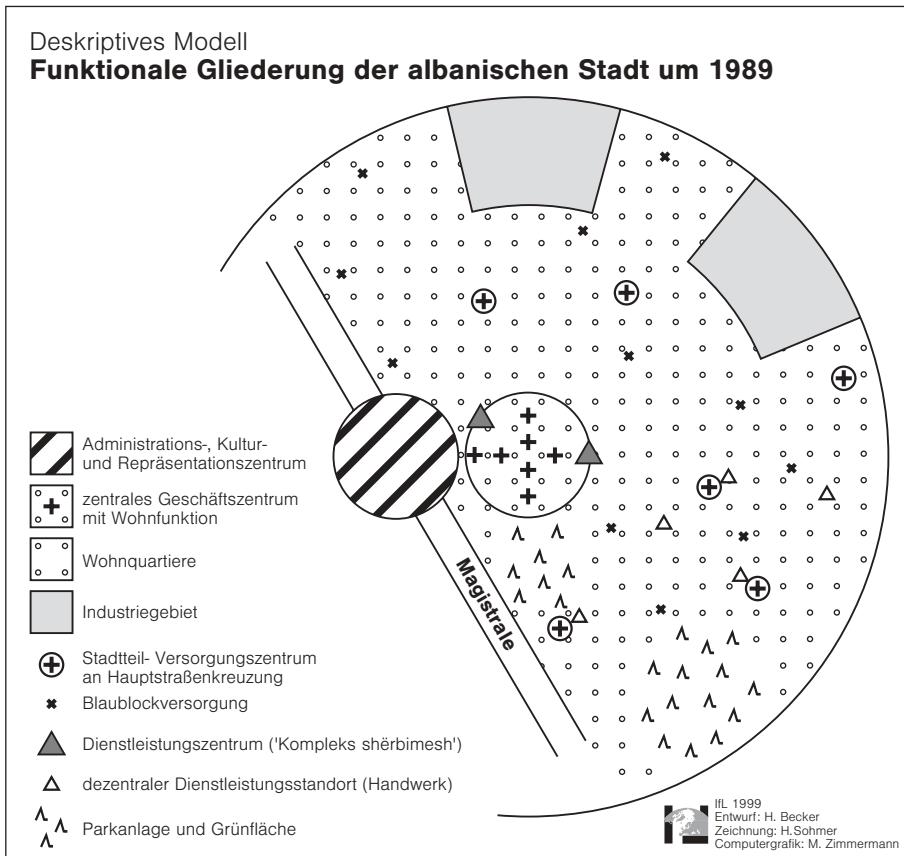 Deskriptives Modell
Funktionale Gliederung der albanischen Stadt um 1989
Administrations-, Kultur-
und Repräsentationszentrum
zentrales Geschäftszentrum
mit Wohnfunktion
Wohnquartiere
Industriegebiet
Stadtteil- Versorgungszentrum
an Hauptstraßenkreuzung
Blaublockversorgung
Dienstleistungszentrum ('Kompleks shërbimesh')
dezentraler Dienstleistungsstandort (Handwerk)
Parkanlage und Grünfläche
Magistrale
IfL 1999
Entwurf: H. Becker
Zeichnung: H.Sohmer
Computergrafik: M. Zimmermann